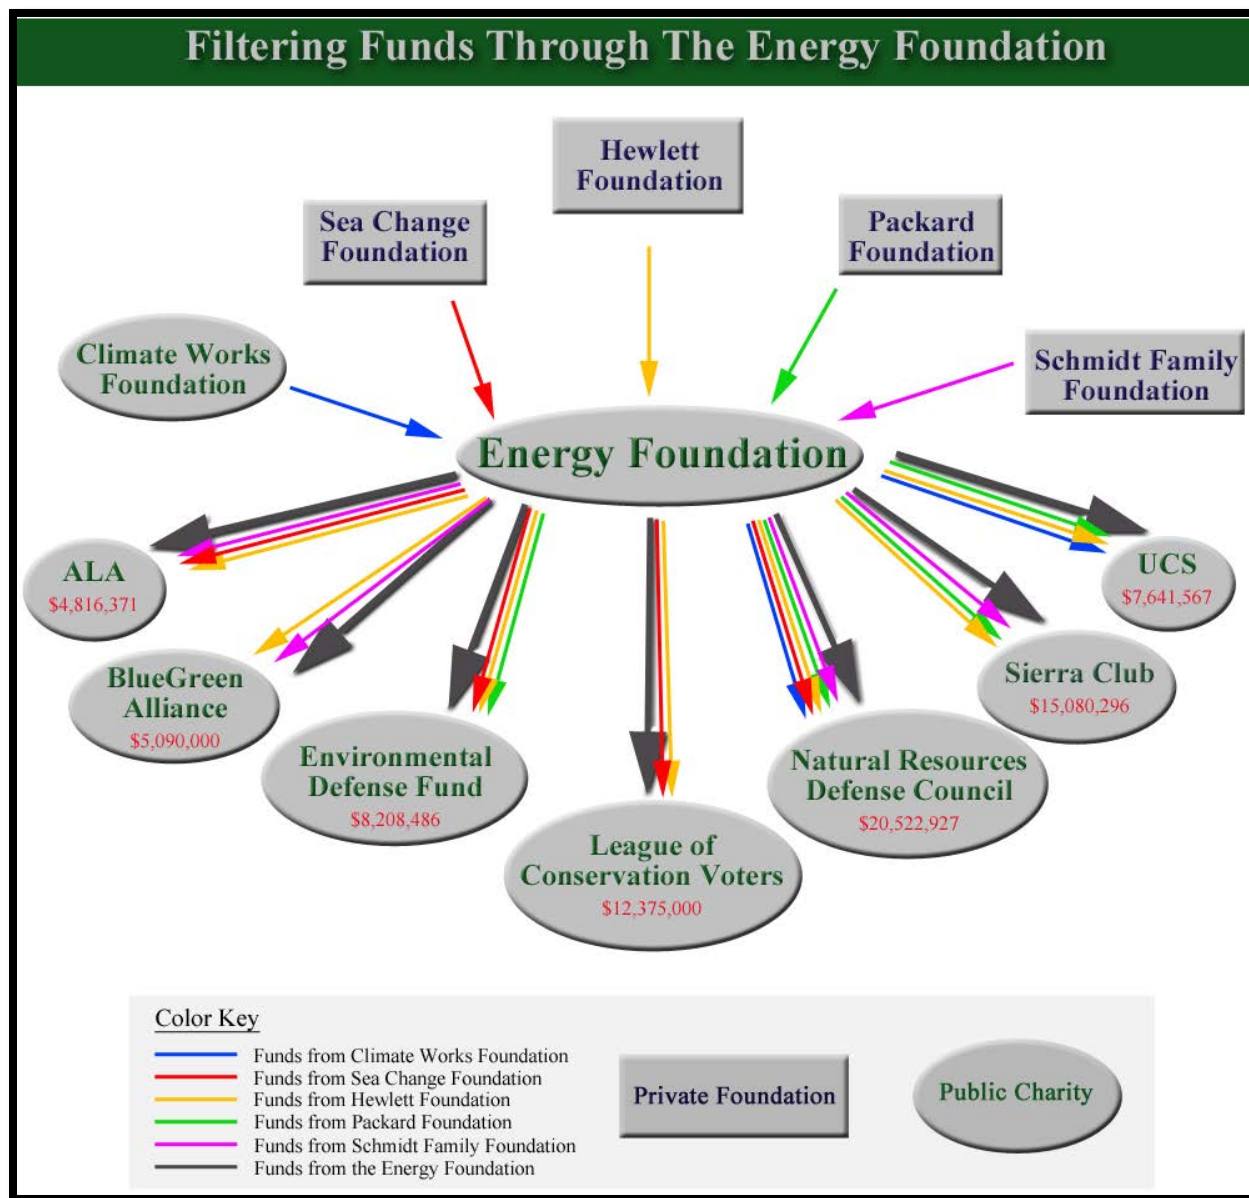 Filtering Funds Through The Energy Foundation
Hewlett
Foundation
Sea Change
Foundation
Packard
Foundation
Climate Works
Foundation
Schmidt Family
Foundation
Energy Foundation
ALA
$4,816,371
UCS
$7,641,567
BlueGreen
Alliance
$5,090,000
Sierra Club
$15,080,296
Environmental
Defense Fund
$8,208,486
Natural Resources
Defense Council
$20,522,927
League of
Conservation Voters
$12,375,000
Color Key
Funds from Climate Works Foundation
Funds from Sea Change Foundation
Funds from Hewlett Foundation
Funds from Packard Foundation
Funds from Schmidt Family Foundation
Funds from the Energy Foundation
Private Foundation
Public Charity